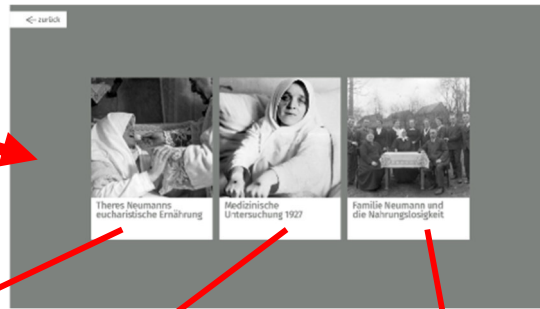 ← zurück
Theres Neumanns
eucharistische Ernährung
Medizinische
Untersuchung 1927
Familie Neumann und
die Nahrungslosigkeit